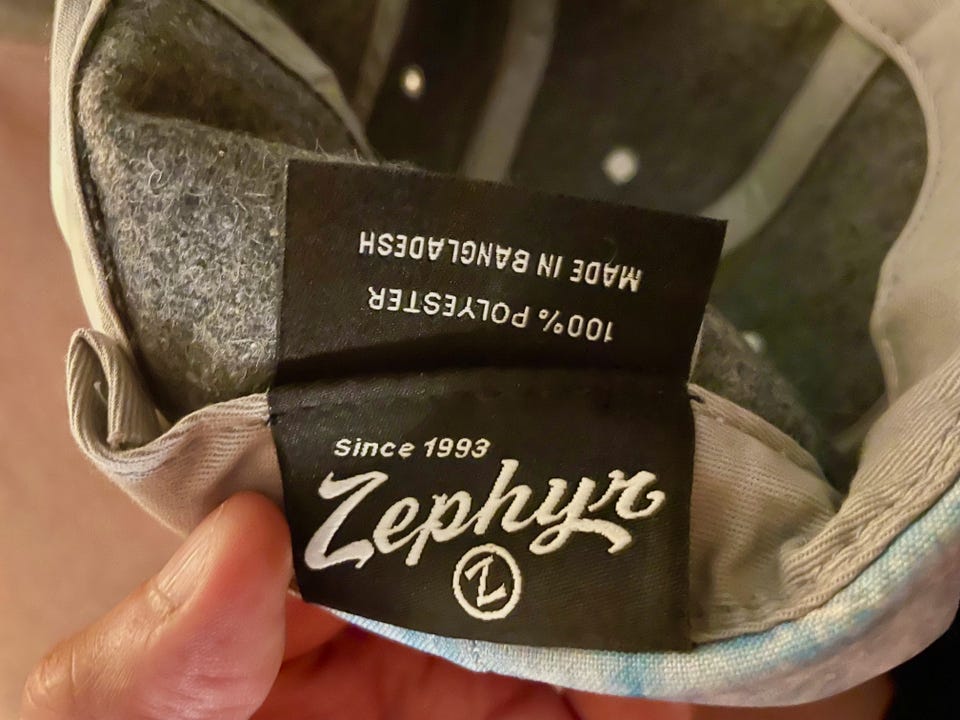 MADE IN BANGLADESH
100% POLYESTER
Since 1993
Zephyr
Z